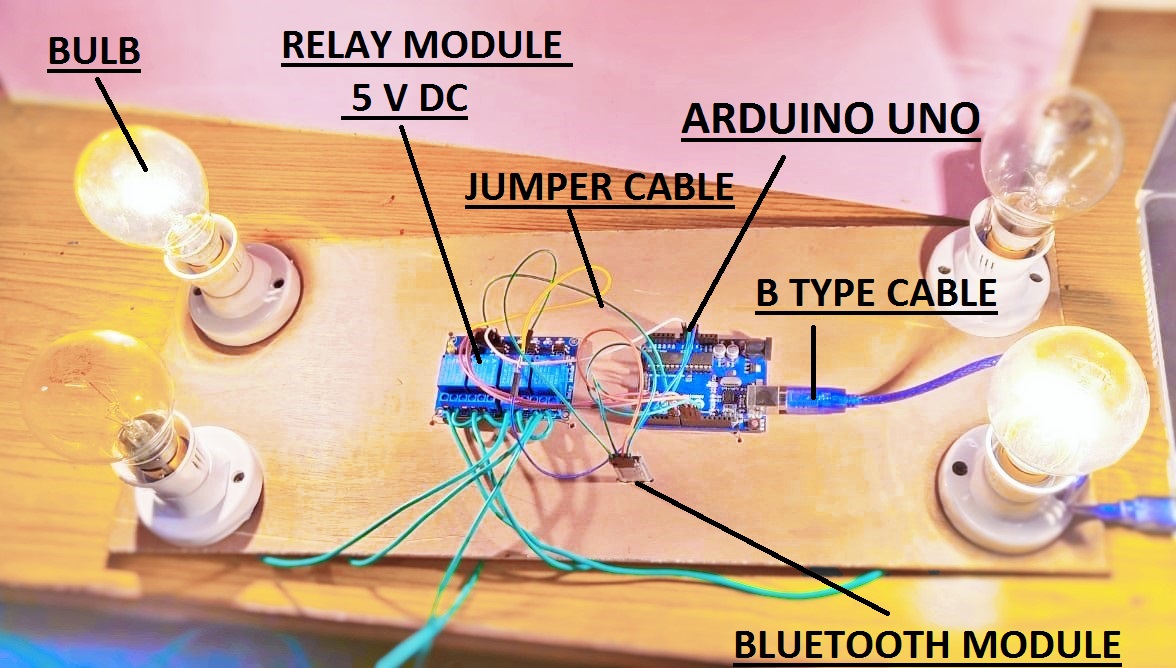 BULB
RELAY MODULE
5 V DC
ARDUINO UNO
JUMPER CABLE
B TYPE CABLE
BLUETOOTH MODULE